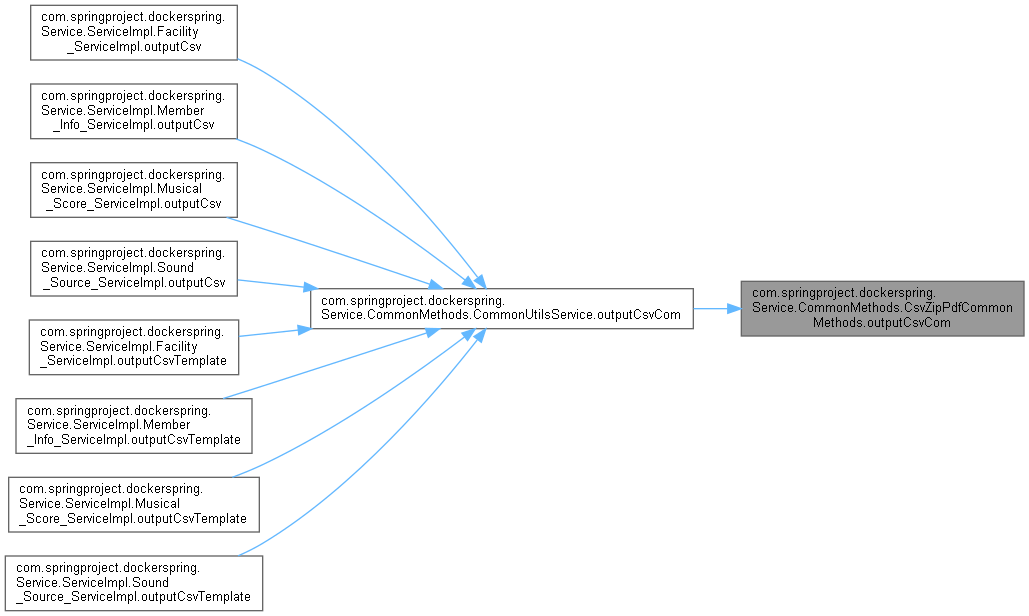 com.springproject.dockerspring.
Service.ServiceImpl.Facility
_ServiceImpl.outputCsv
com.springproject.dockerspring.
Service.ServiceImpl.Member
_Info_ServiceImpl.outputCsv
com.springproject.dockerspring.
Service.ServiceImpl.Musical
_Score_ServiceImpl.outputCsv
com.springproject.dockerspring.
Service.ServiceImpl.Sound
_Source_ServiceImpl.outputCsv
com.springproject.dockerspring.
Service.ServiceImpl.Facility
_ServiceImpl.outputCsvTemplate
com.springproject.dockerspring.
Service.ServiceImpl.Member
_Info_ServiceImpl.outputCsvTemplate
com.springproject.dockerspring.
Service.ServiceImpl.Musical
_Score_ServiceImpl.outputCsvTemplate
com.springproject.dockerspring.
Service.ServiceImpl.Sound
_Source_ServiceImpl.outputCsvTemplate
com.springproject.dockerspring.
Service.CommonMethods.CommonUtilsService.outputCsvCom
com.springproject.dockerspring.
Service.CommonMethods.CsvZipPdfCommon
Methods.outputCsvCom